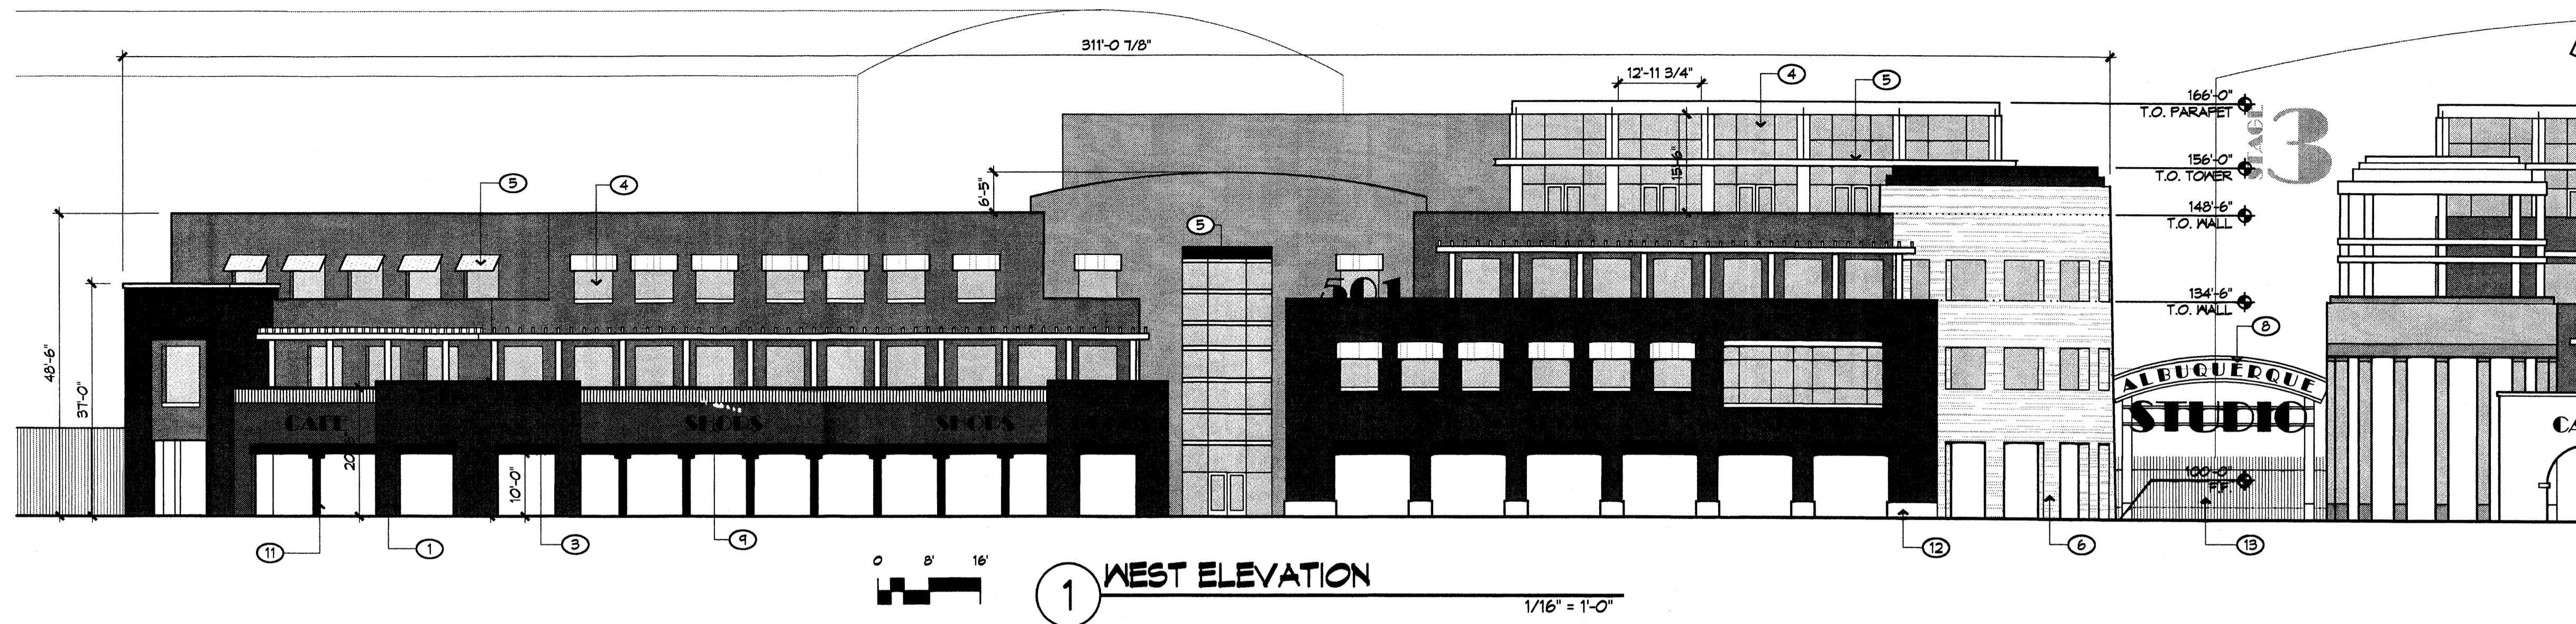 311'-0 7/8"
12'-11 3/4"
4
5
166'-0"
T.O. PARAFET
STAGE
3
15'-6"
156'-0"
T.O. TOWER
5
4
6'-5"
148'-6"
T.O. WALL
5
501
134'-6"
T.O. WALL
8
48'-6"
37'-0"
ALBUQUERQUE
STUDIO
CAFE
SHOPS
SHOPS
CA
10'-0"
100'-0"
F.F.
11
1
3
9
12
6
13
0 8' 16'
1
WEST ELEVATION
1/16" = 1'-0"